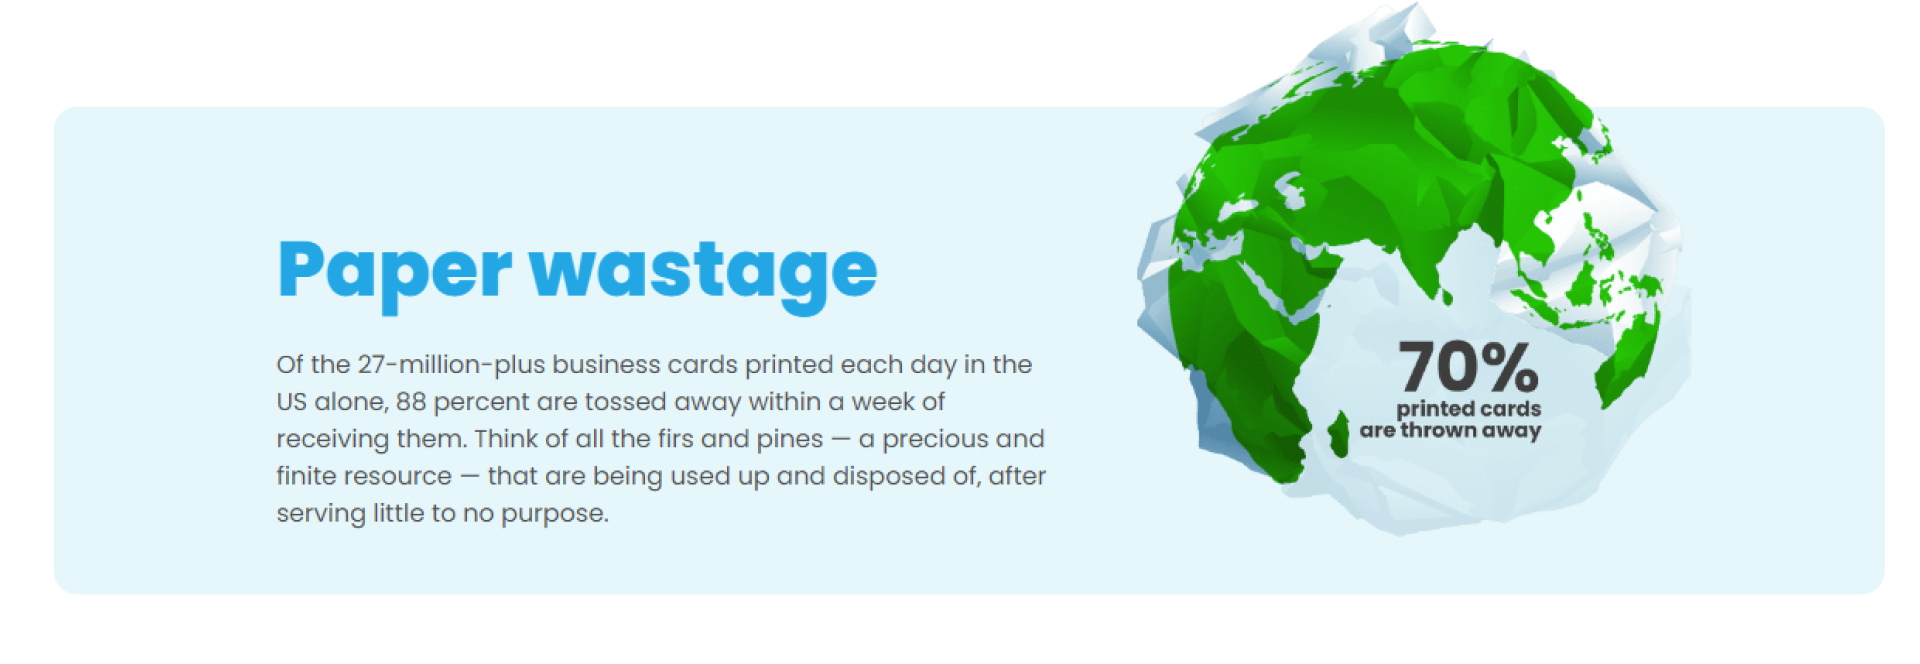 Paper wastage
Of the 27-million-plus business cards printed each day in the
US alone, 88 percent are tossed away within a week of
receiving them. Think of all the firs and pines — a precious and
finite resource — that are being used up and disposed of, after
serving little to no purpose.
70%
printed cards
are thrown away